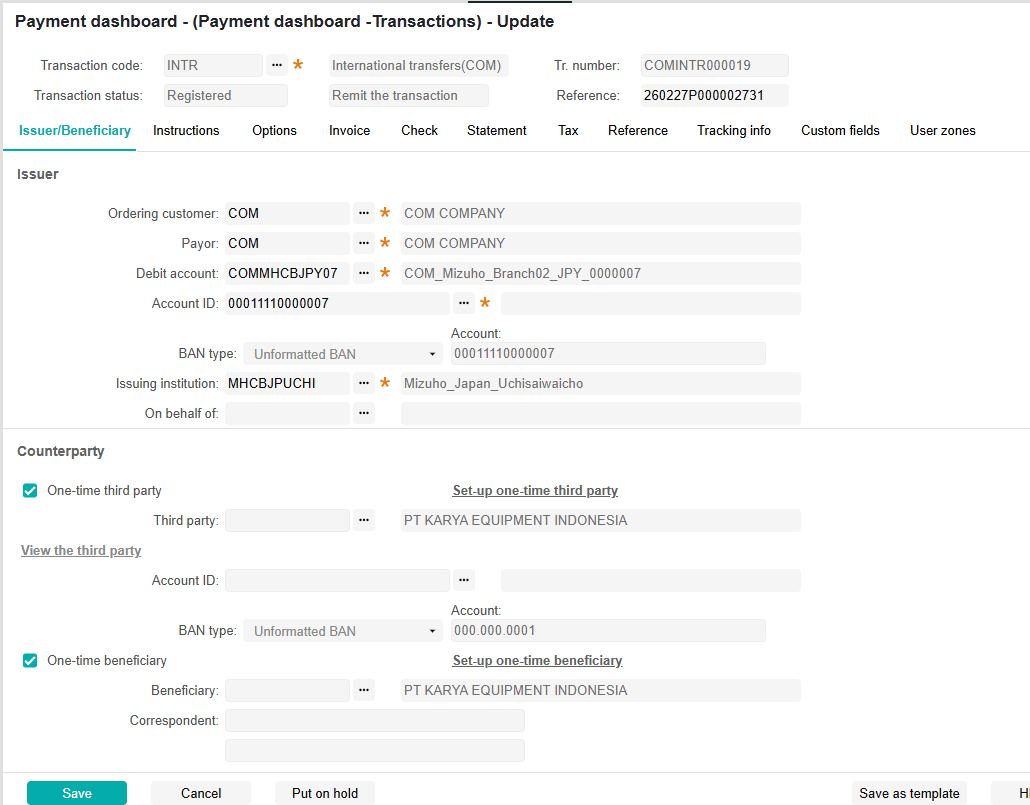 Payment dashboard - (Payment dashboard -Transactions) - Update
Transaction code: INTR ••• * International transfers(COM) Tr. number: COMINTR000019
Transaction status: Registered Remit the transaction Reference: 260227P000002731
Issuer/Beneficiary Instructions Options Invoice Check Statement Tax Reference Tracking info Custom fields User zones
Issuer
Ordering customer: COM ••• * COM COMPANY
Payor: COM ••• * COM COMPANY
Debit account: COMMHCBJPY07 ••• * COM_Mizuho_Branch02_JPY_0000007
Account ID: 00011110000007 ••• *
Account:
BAN type: Unformatted BAN 00011110000007
Issuing institution: MHCBJPUCHI ••• * Mizuho_Japan_Uchisaiwaicho
On behalf of: •••
Counterparty
One-time third party Set-up one-time third party
Third party: ••• PT KARYA EQUIPMENT INDONESIA
View the third party
Account ID: •••
Account:
BAN type: Unformatted BAN 000.000.0001
One-time beneficiary Set-up one-time beneficiary
Beneficiary: ••• PT KARYA EQUIPMENT INDONESIA
Correspondent:
Save Cancel Put on hold Save as template